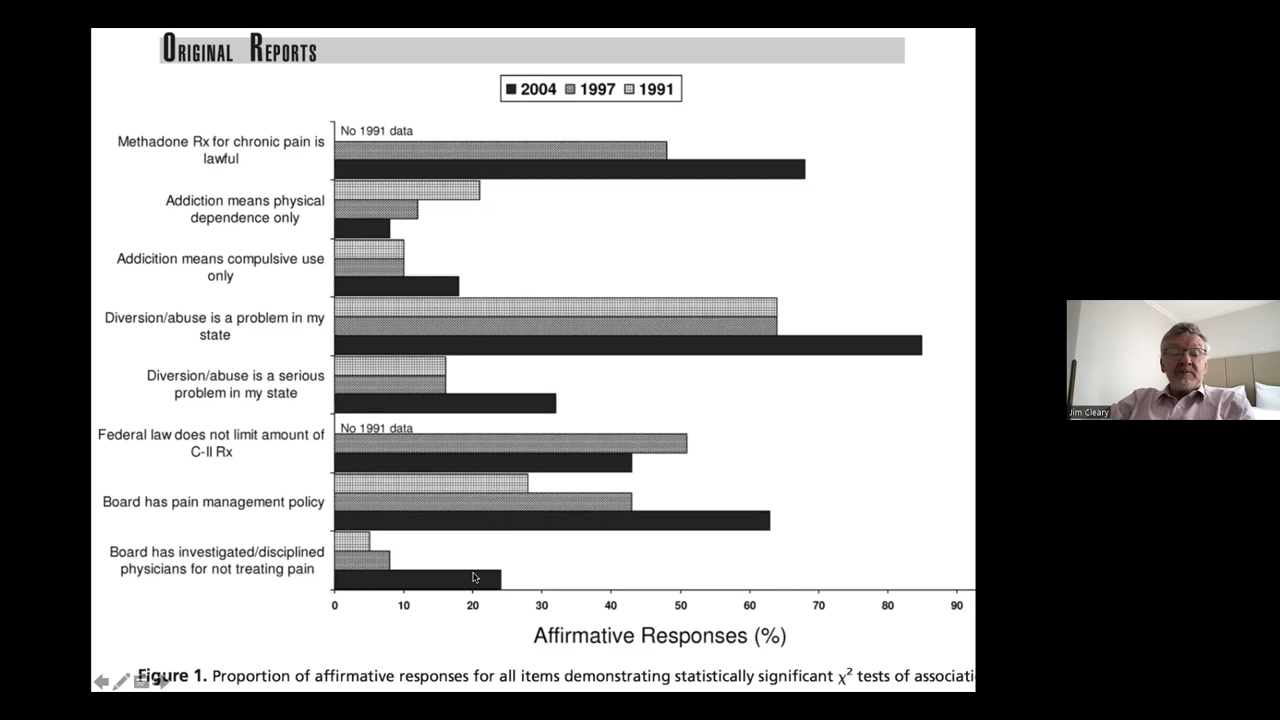 ORIGINAL REPORTS
2004 1997 1991
No 1991 data
Methadone Rx for chronic pain is
lawful
Addiction means physical
dependence only
Addicition means compulsive use
only
Diversion/abuse is a problem in my
state
Diversion/abuse is a serious
problem in my state
No 1991 data
Federal law does not limit amount of
C-II Rx
Board has pain management policy
Board has investigated/disciplined
physicians for not treating pain
0 10 20 30 40 50 60 70 80 90
Affirmative Responses (%)
Figure 1. Proportion of affirmative responses for all items demonstrating statistically significant χ² tests of associati
Jim Cleary